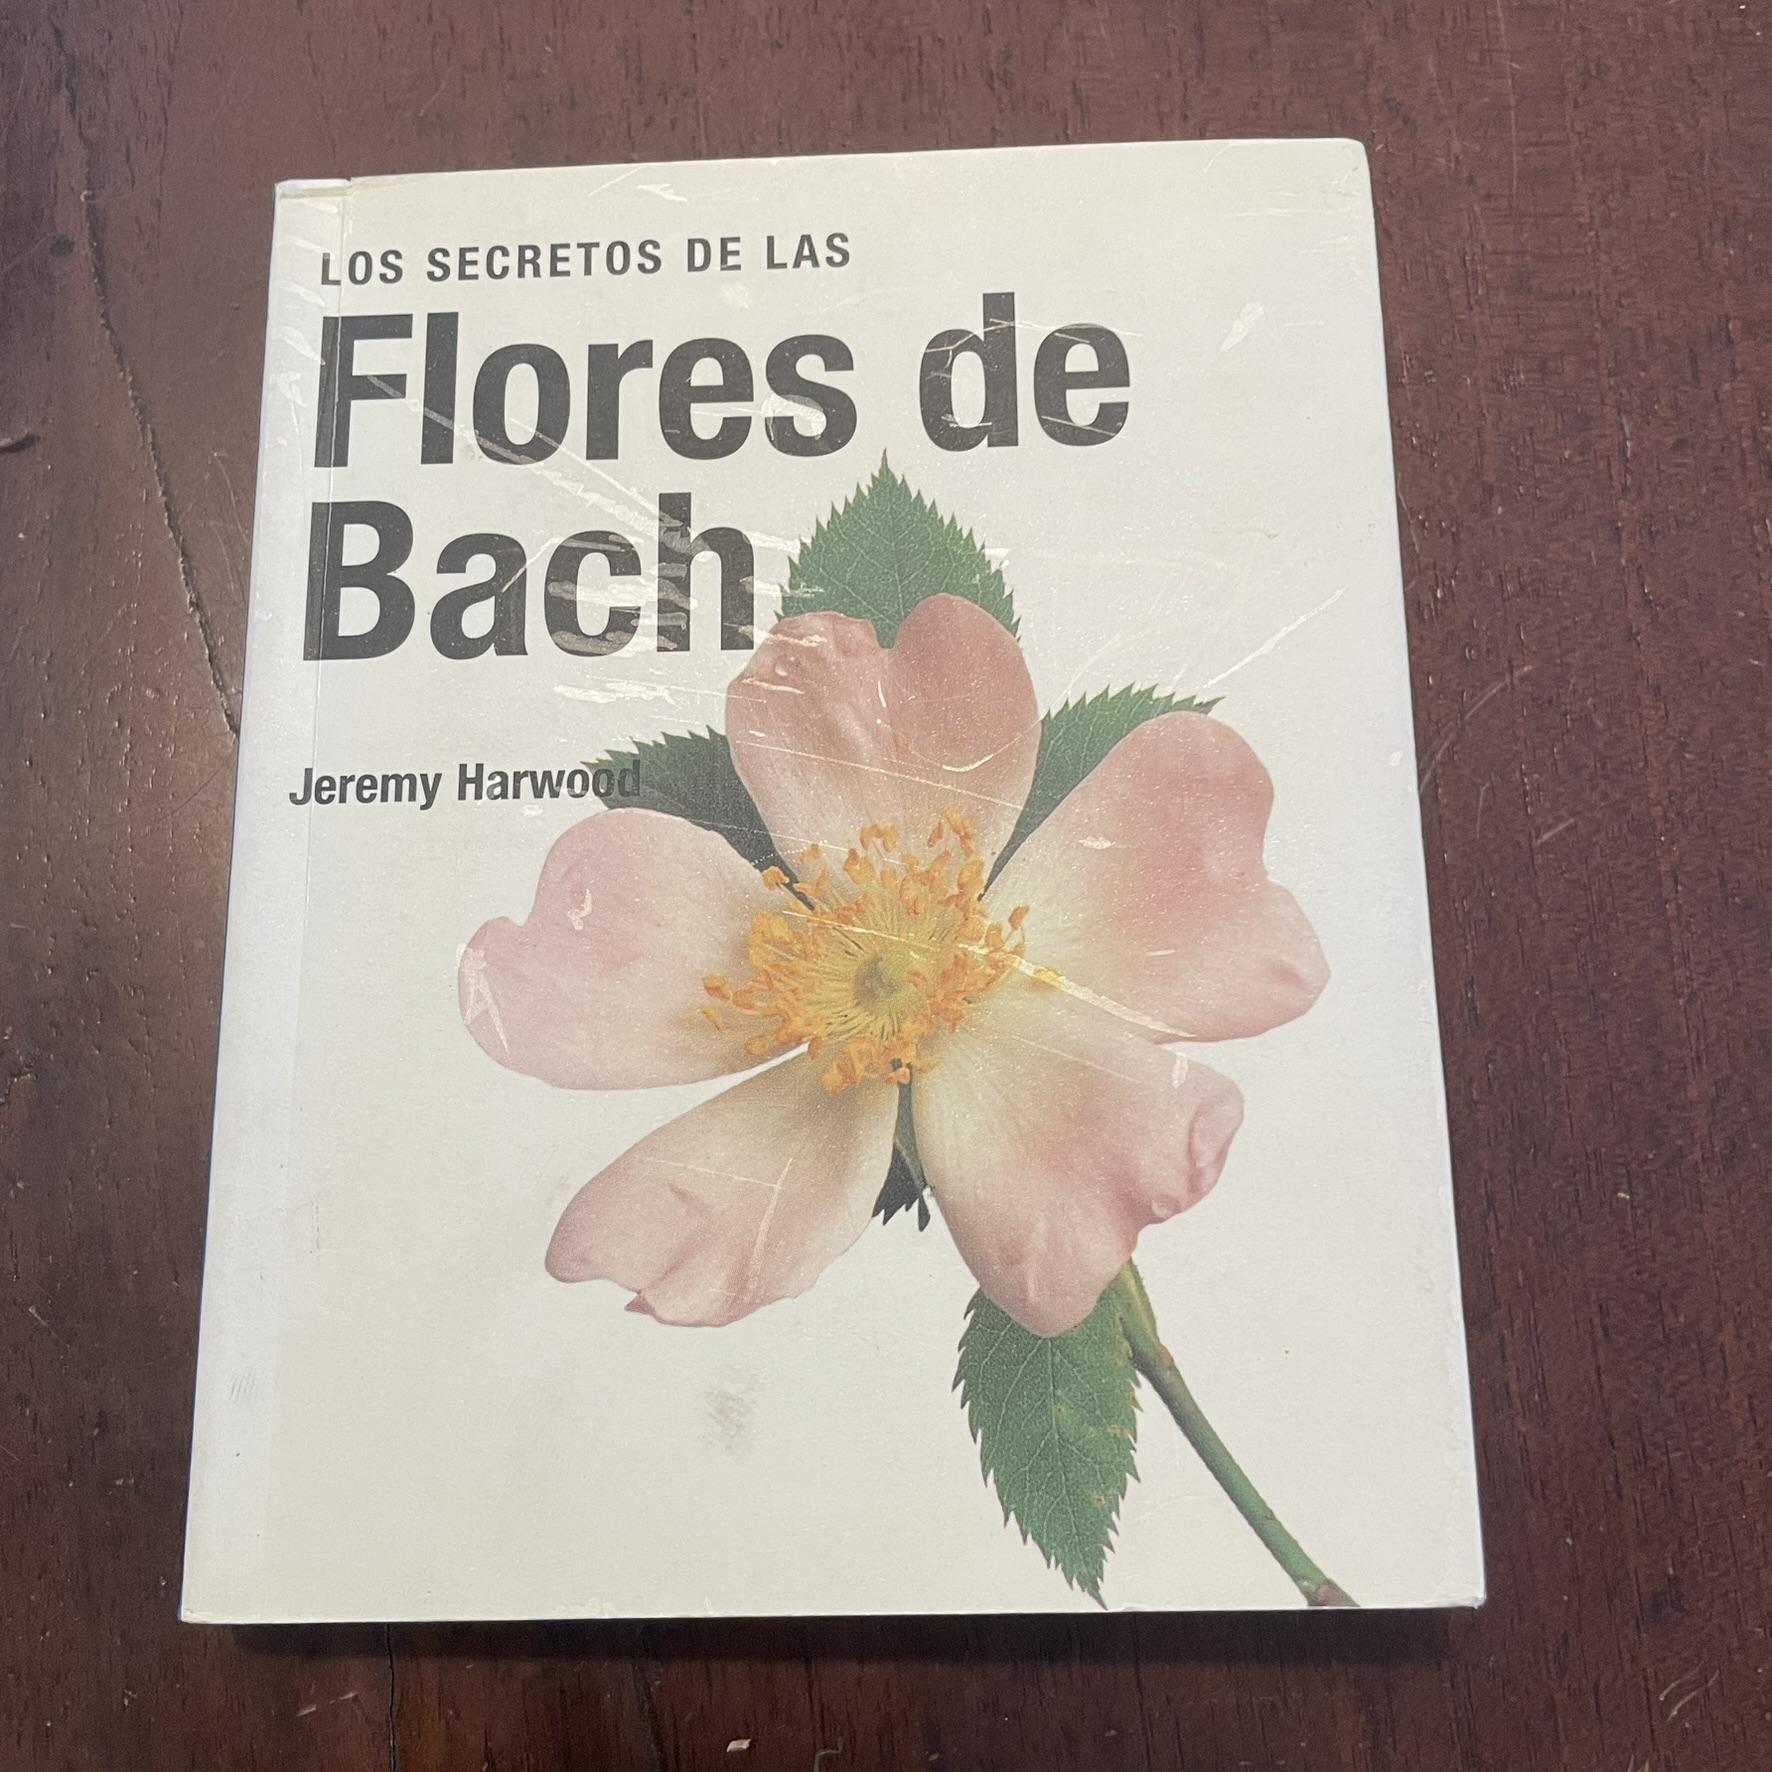 LOS SECRETOS DE LAS
Flores de
Bach
Jeremy Harwood